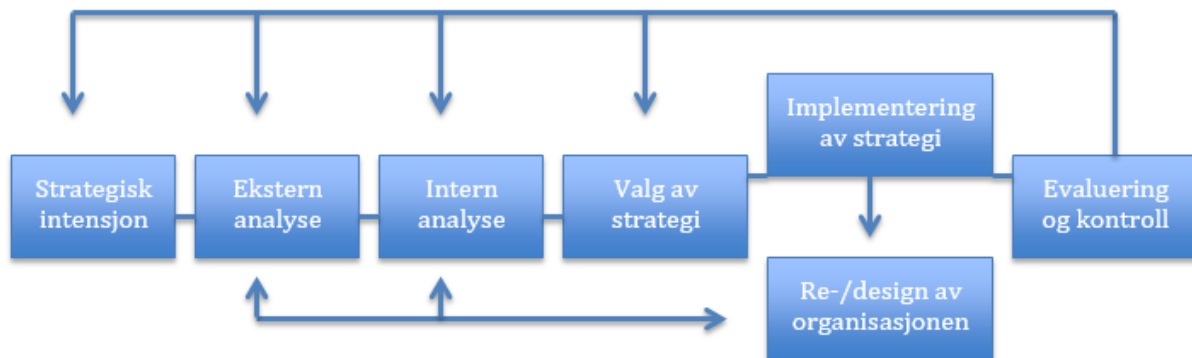 Strategisk
intensjon
Ekstern
analyse
Intern
analyse
Valg av
strategi
Implementering
av strategi
Re-/design av
organisasjonen
Evaluering
og kontroll